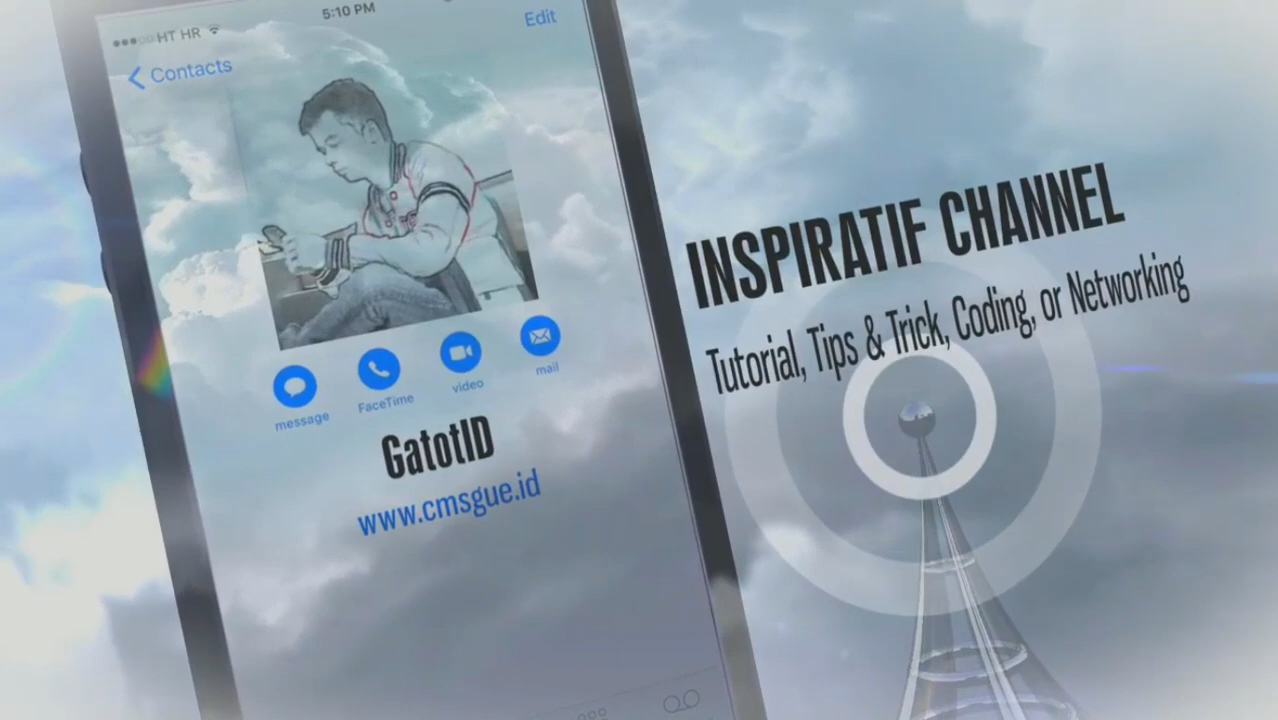 HT HR
5:10 PM
Edit
Contacts
message
FaceTime
video
mail
GatotID
www.cmsgue.id
INSPIRATIF CHANNEL
Tutorial, Tips & Trick, Coding, or Networking